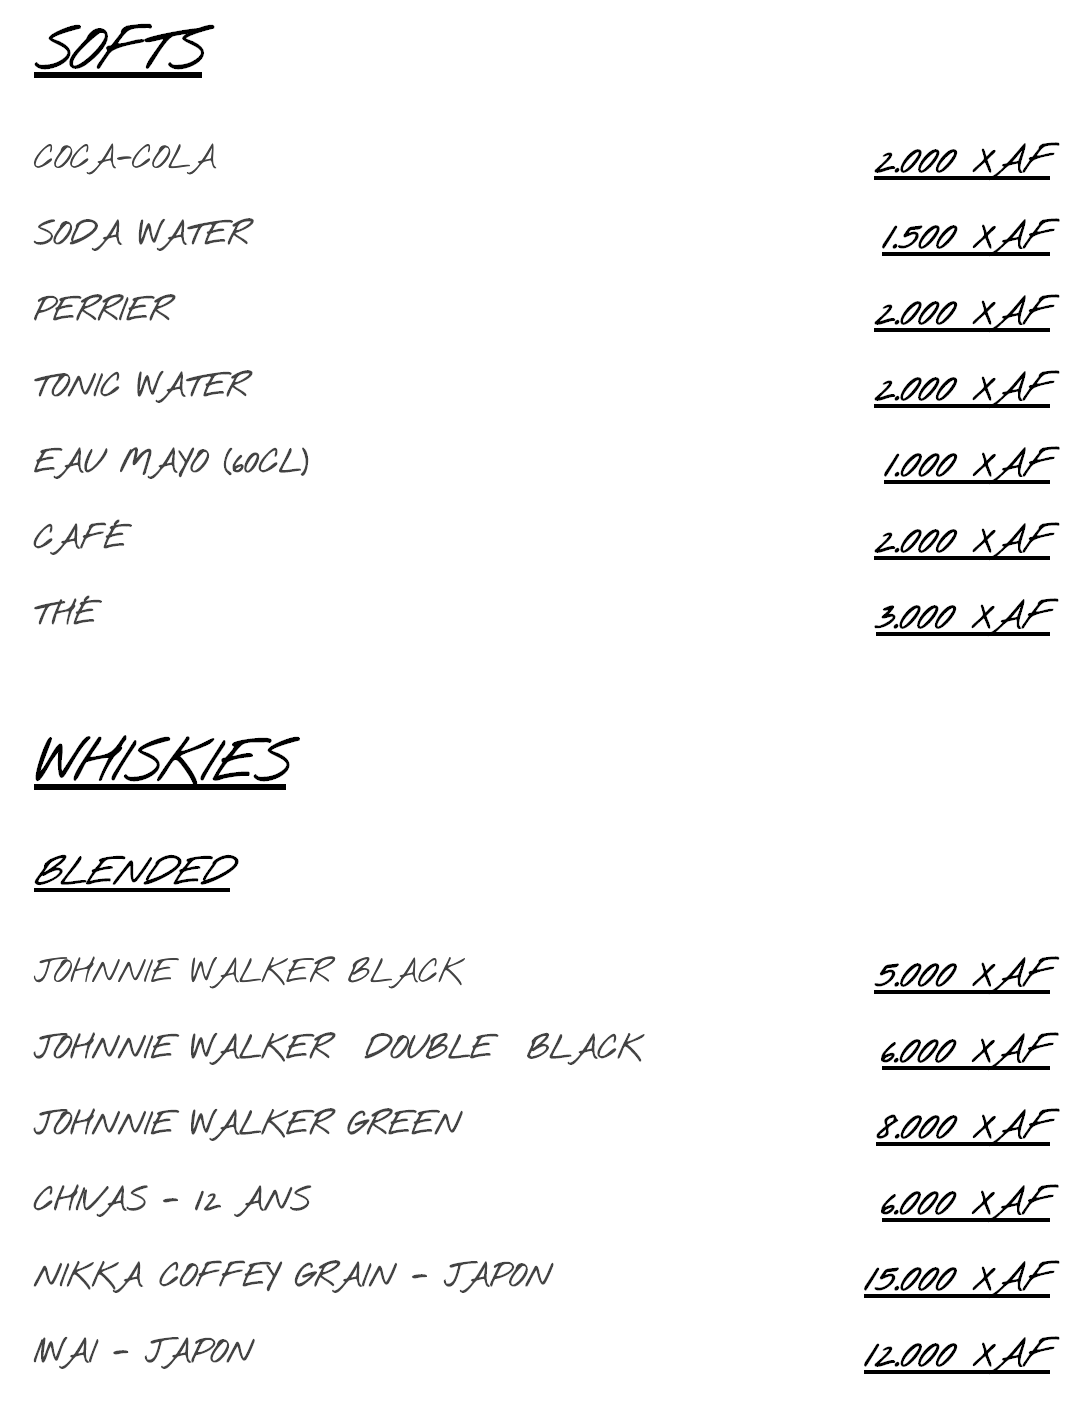 SOFTS
COCA-COLA 2.000 XAF
SODA WATER 1.500 XAF
PERRIER 2.000 XAF
TONIC WATER 2.000 XAF
EAU MAYO (60CL) 1.000 XAF
CAFÉ 2.000 XAF
THÉ 3.000 XAF
WHISKIES
BLENDED
JOHNNIE WALKER BLACK 5.000 XAF
JOHNNIE WALKER DOUBLE BLACK 6.000 XAF
JOHNNIE WALKER GREEN 8.000 XAF
CHIVAS - 12 ANS 6.000 XAF
NIKKA COFFEY GRAIN - JAPON 15.000 XAF
IWAI - JAPON 12.000 XAF